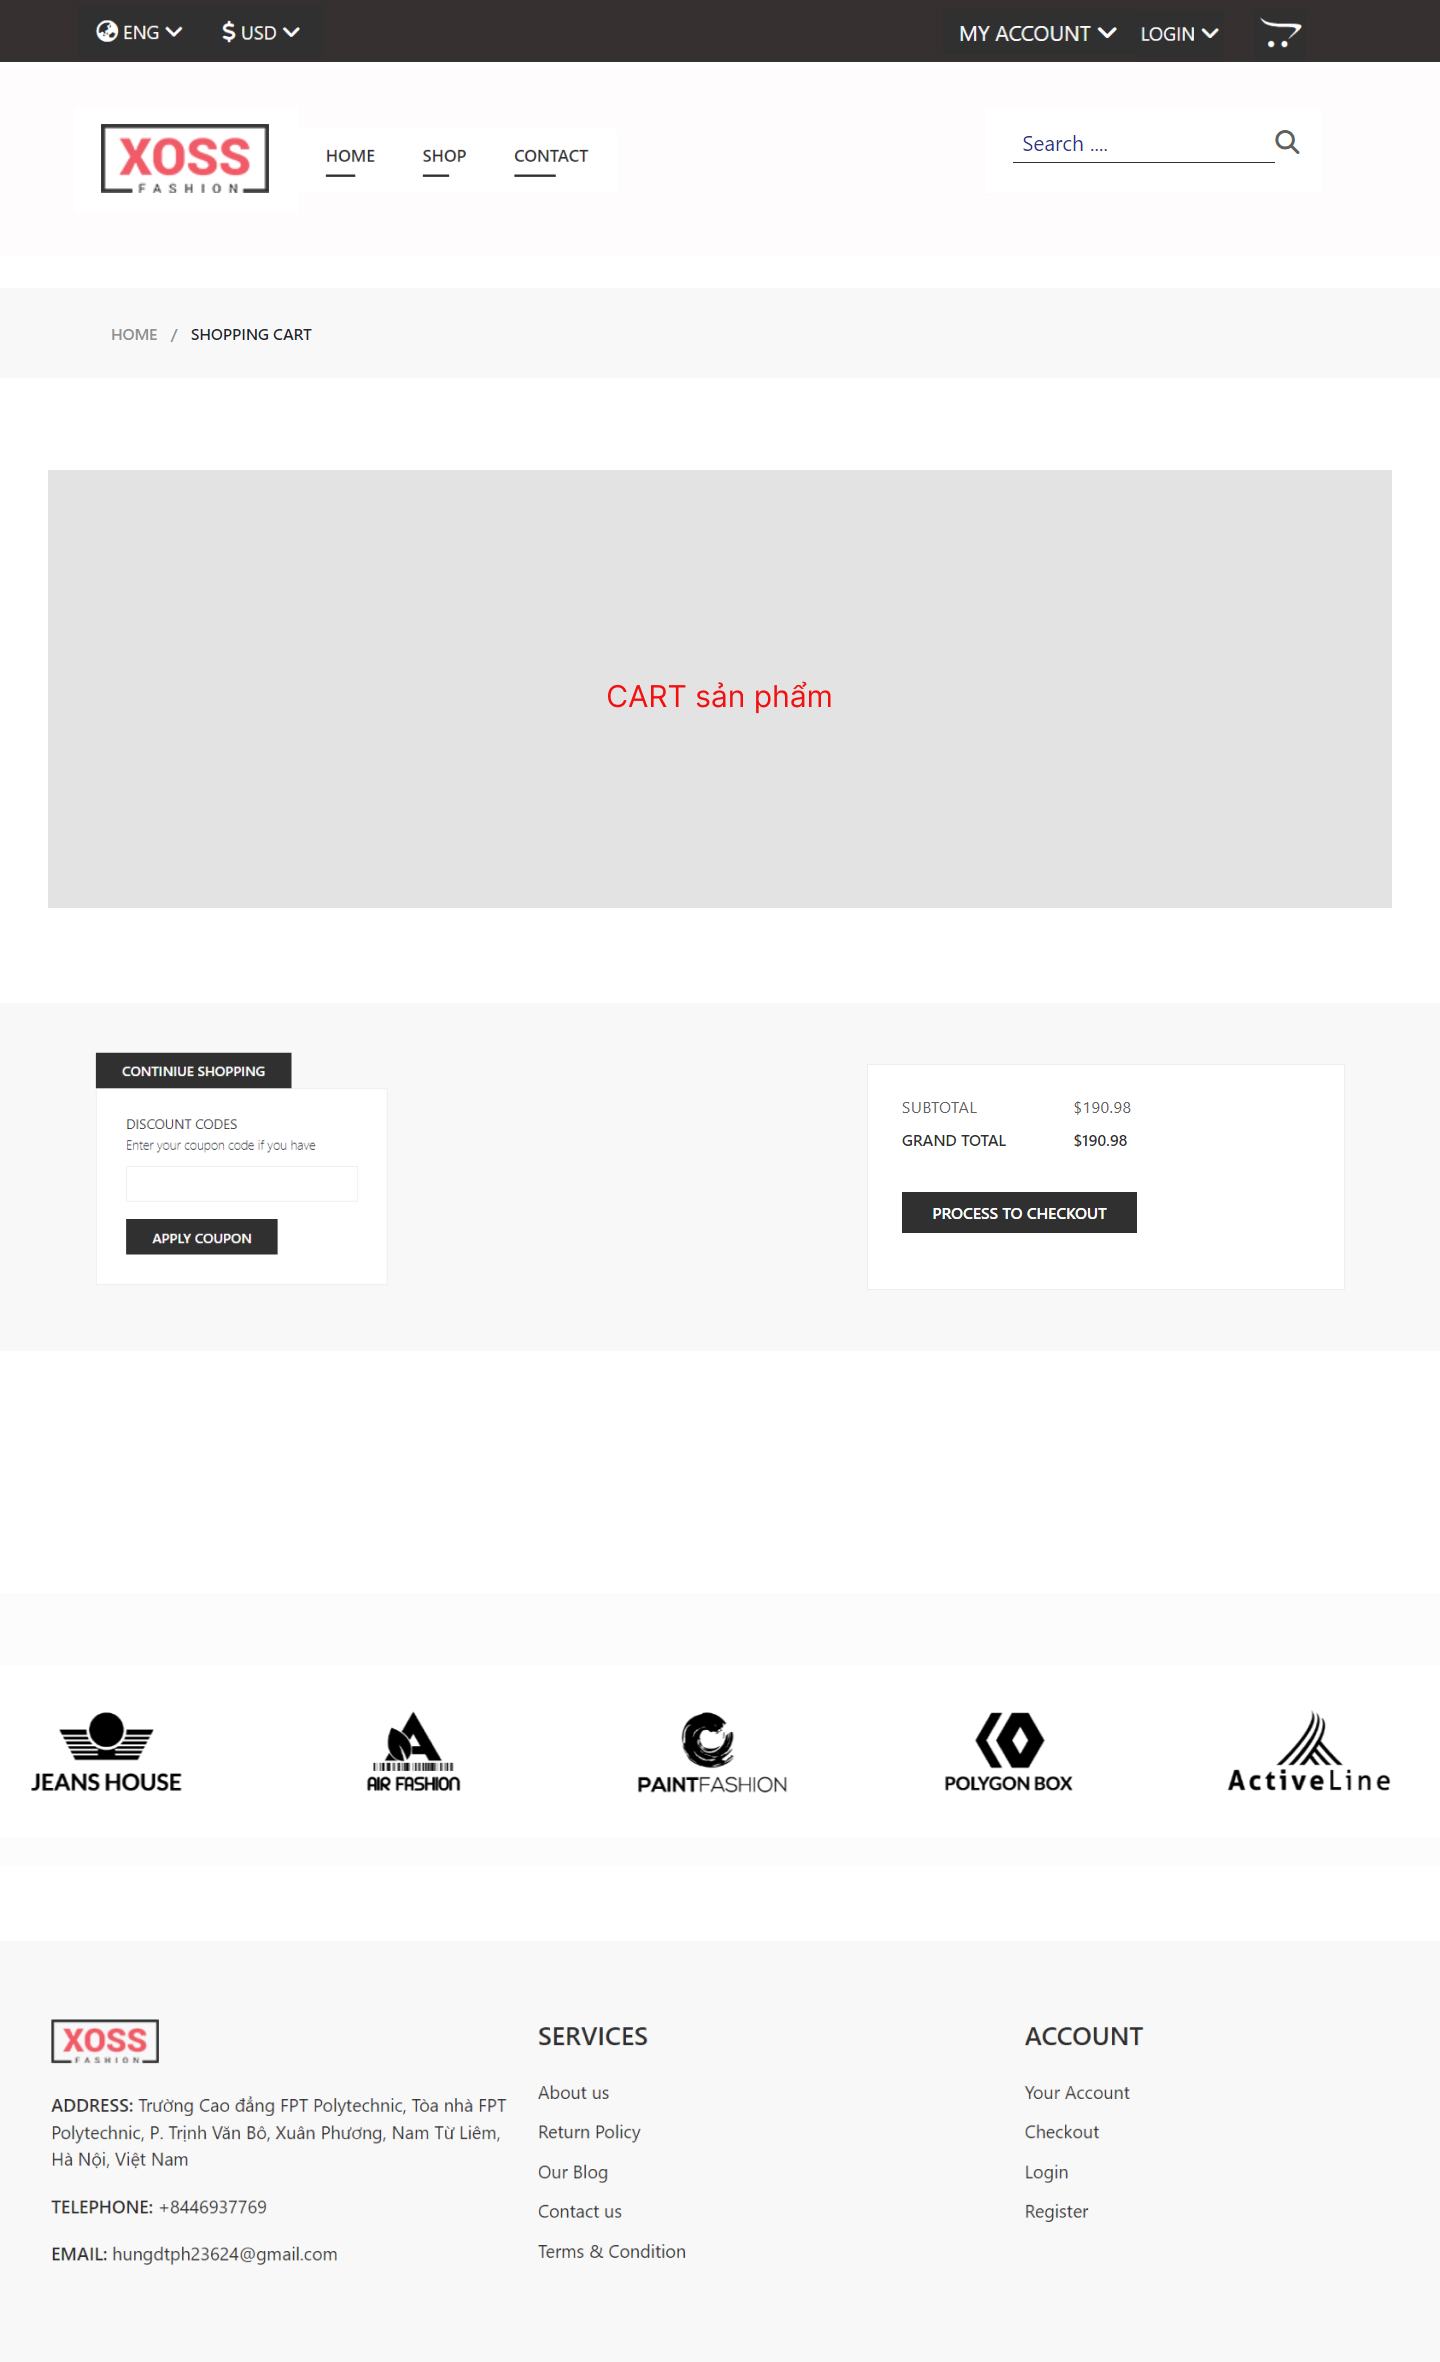 ENG USD MY ACCOUNT LOGIN
XOSS
FASHION
HOME SHOP CONTACT
Search ....
HOME / SHOPPING CART
CART sản phẩm
CONTINIUE SHOPPING
DISCOUNT CODES
Enter your coupon code if you have
APPLY COUPON
SUBTOTAL $190.98
GRAND TOTAL $190.98
PROCESS TO CHECKOUT
JEANS HOUSE
AIR FASHION
PAINTFASHION
POLYGON BOX
ActiveLine
XOSS
FASHION
ADDRESS: Trường Cao đẳng FPT Polytechnic, Tòa nhà FPT
Polytechnic, P. Trịnh Văn Bô, Xuân Phương, Nam Từ Liêm,
Hà Nội, Việt Nam
TELEPHONE: +8446937769
EMAIL: hungdtph23624@gmail.com
SERVICES
About us
Return Policy
Our Blog
Contact us
Terms & Condition
ACCOUNT
Your Account
Checkout
Login
Register